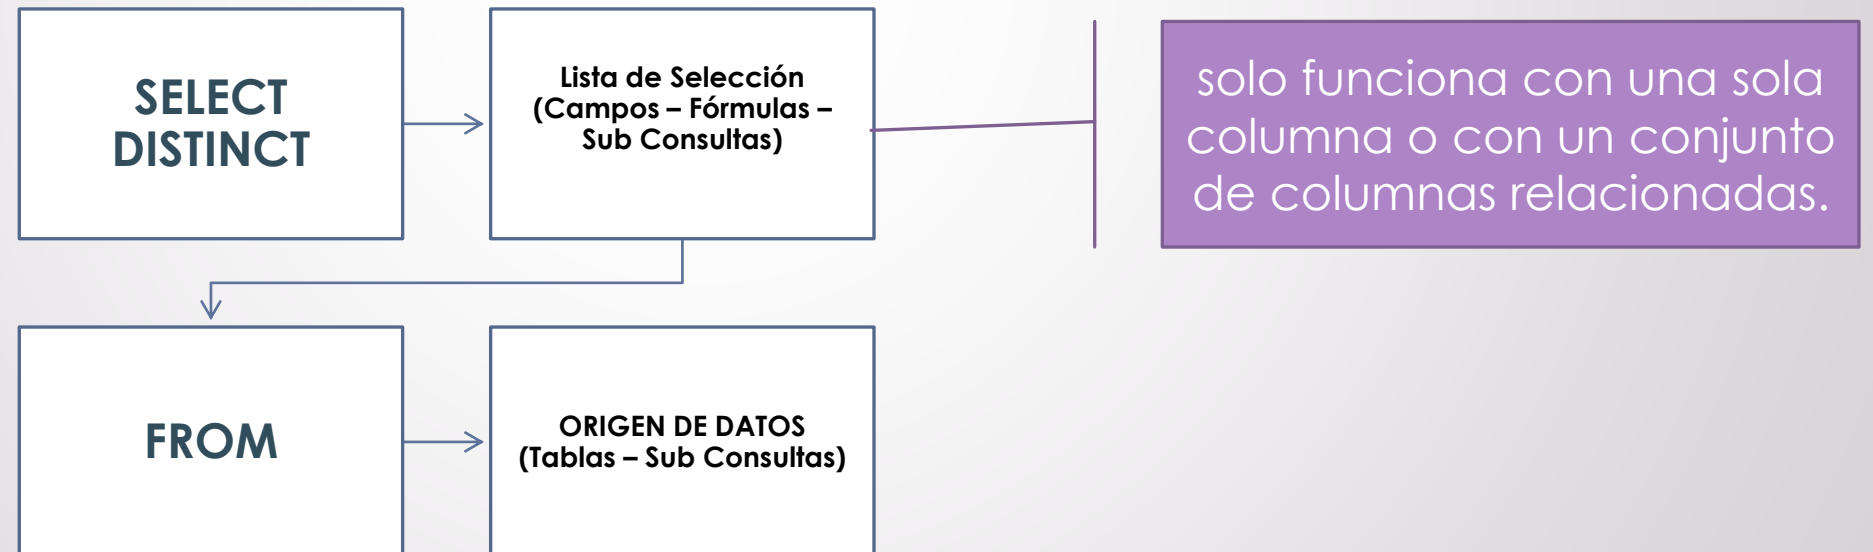 SELECT
DISTINCT
Lista de Selección
(Campos – Fórmulas –
Sub Consultas)
solo funciona con una sola
columna o con un conjunto
de columnas relacionadas.
FROM
ORIGEN DE DATOS
(Tablas – Sub Consultas)